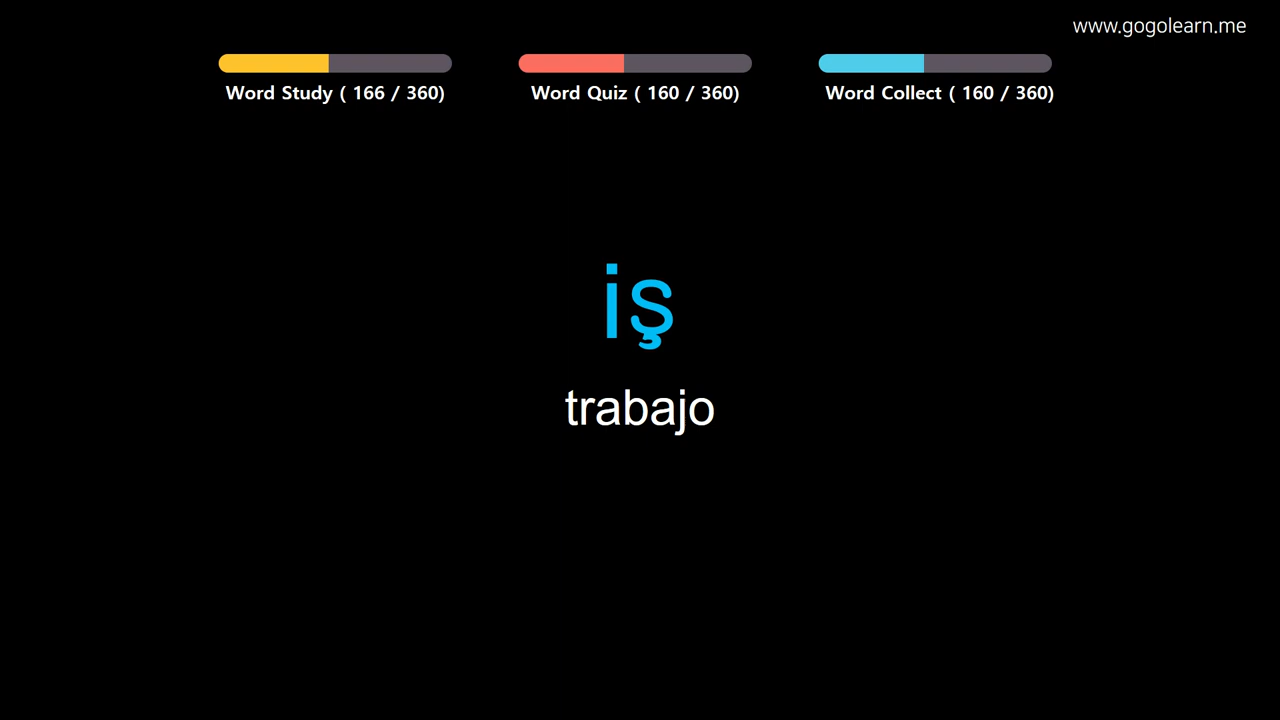 www.gogolearn.me
Word Study ( 166 / 360)
Word Quiz ( 160 / 360)
Word Collect ( 160 / 360)
iş
trabajo